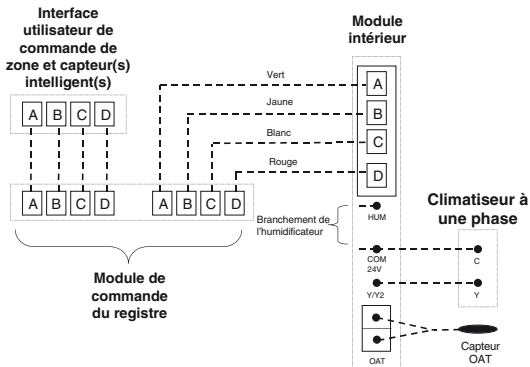 Interface
utilisateur de
commande de
zone et capteur(s)
intelligent(s)
A B C D
A B C D
A B C D
Module de
commande
du registre
Vert
Jaune
Blanc
Rouge
Module
intérieur
A
B
C
D
Branchement de
l'humidificateur
HUM
COM
24V
Y/Y2
OAT
Climatiseur à
une phase
C
Y
Capteur
OAT